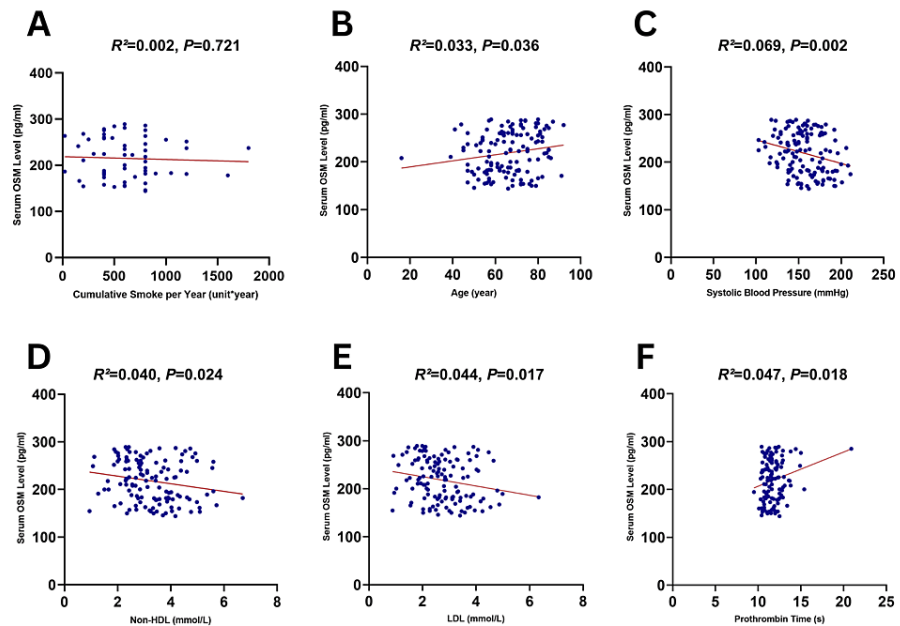 A
R²=0.002, P=0.721
Serum OSM Level (pg/ml)
400
300
200
100
0
0 500 1000 1500 2000
Cumulative Smoke per Year (unit*year)
B
R²=0.033, P=0.036
Serum OSM Level (pg/ml)
400
300
200
100
0
0 20 40 60 80 100
Age (year)
C
R²=0.069, P=0.002
Serum OSM Level (pg/ml)
400
300
200
100
0
0 50 100 150 200 250
Systolic Blood Pressure (mmHg)
D
R²=0.040, P=0.024
Serum OSM Level (pg/ml)
400
300
200
100
0
0 2 4 6 8
Non-HDL (mmol/L)
E
R²=0.044, P=0.017
Serum OSM Level (pg/ml)
400
300
200
100
0
0 2 4 6 8
LDL (mmol/L)
F
R²=0.047, P=0.018
Serum OSM Level (pg/ml)
400
300
200
100
0
0 5 10 15 20 25
Prothrombin Time (s)